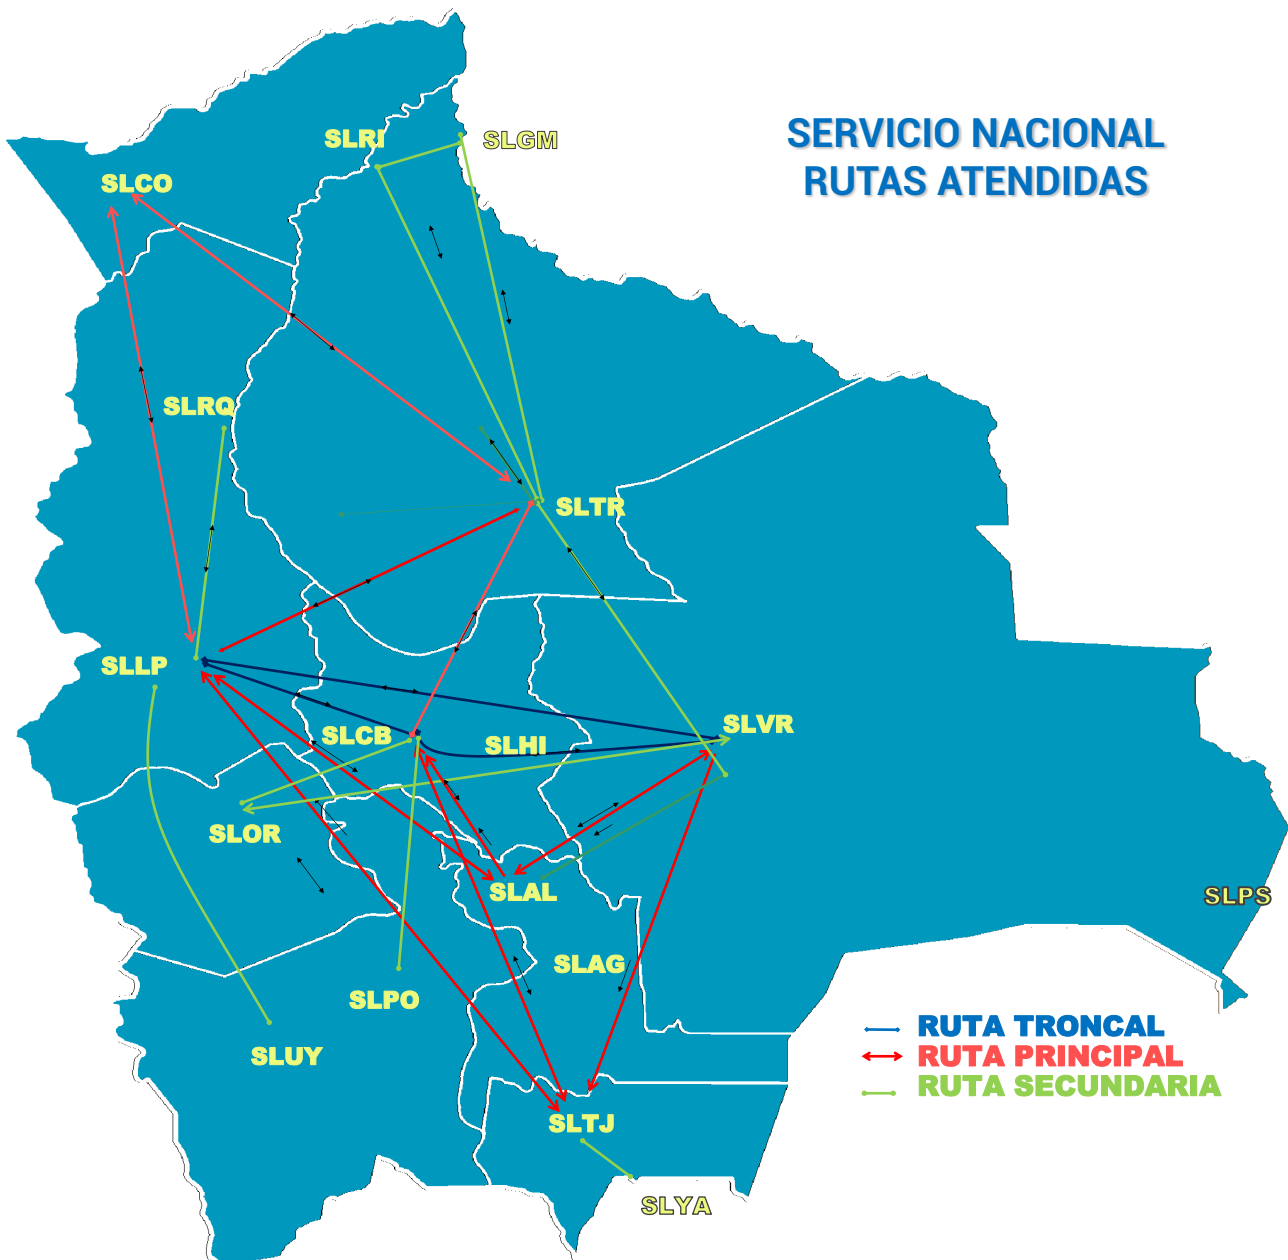 SERVICIO NACIONAL
RUTAS ATENDIDAS
SLRI
SLGM
SLCO
SLRQ
SLTR
SLLP
SLCB
SLHI
SLVR
SLOR
SLAL
SLPS
SLAG
SLPO
SLUY
RUTA TRONCAL
RUTA PRINCIPAL
RUTA SECUNDARIA
SLTJ
SLYA